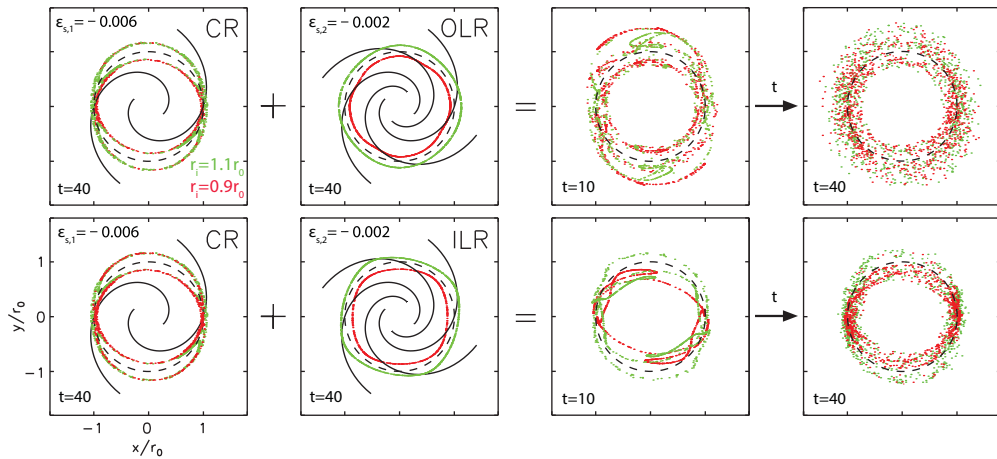 ε_{s,1}=−0.006 CR
r_i=1.1r_0
r_i=0.9r_0
t=40
+
ε_{s,2}=−0.002 OLR
t=40
=
t=10
t
t=40
ε_{s,1}=−0.006 CR
1
0
−1
y/r_0
t=40
−1 0 1
x/r_0
+
ε_{s,2}=−0.002 ILR
t=40
=
t=10
t
t=40